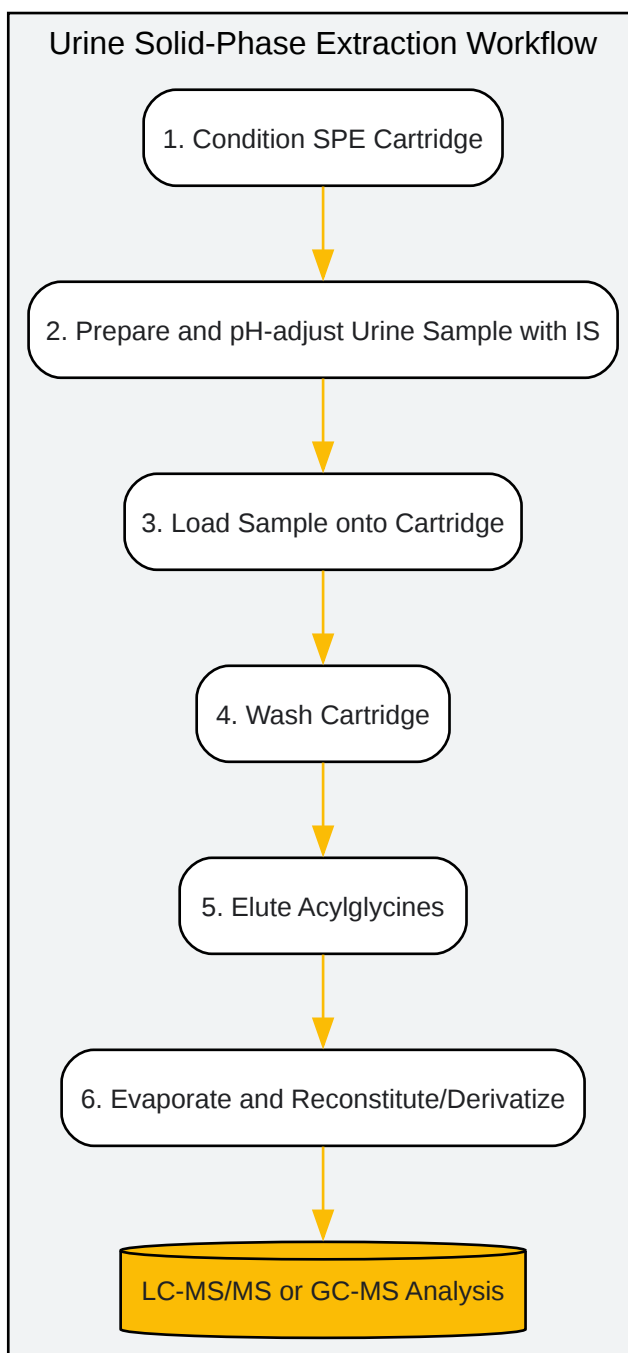 Urine Solid-Phase Extraction Workflow
1. Condition SPE Cartridge
2. Prepare and pH-adjust Urine Sample with IS
3. Load Sample onto Cartridge
4. Wash Cartridge
5. Elute Acylglycines
6. Evaporate and Reconstitute/Derivatize
LC-MS/MS or GC-MS Analysis